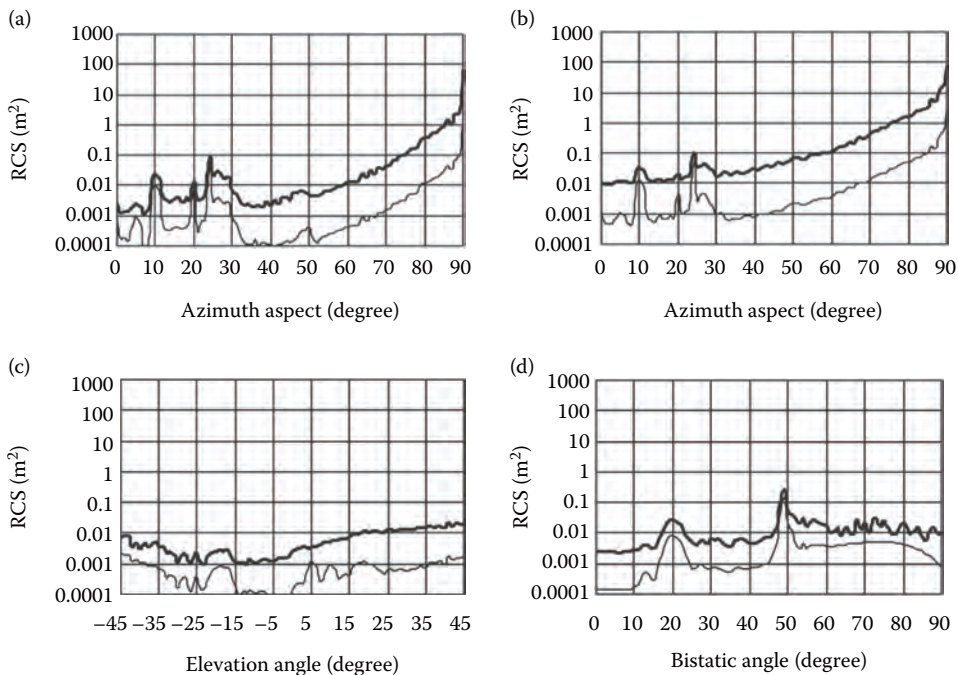 (a)
RCS (m²)
1000
100
10
1
0.1
0.01
0.001
0.0001
0 10 20 30 40 50 60 70 80 90
Azimuth aspect (degree)
(b)
RCS (m²)
1000
100
10
1
0.1
0.01
0.001
0.0001
0 10 20 30 40 50 60 70 80 90
Azimuth aspect (degree)
(c)
RCS (m²)
1000
100
10
1
0.1
0.01
0.001
0.0001
−45 −35 −25 −15 −5 5 15 25 35 45
Elevation angle (degree)
(d)
RCS (m²)
1000
100
10
1
0.1
0.01
0.001
0.0001
0 10 20 30 40 50 60 70 80 90
Bistatic angle (degree)